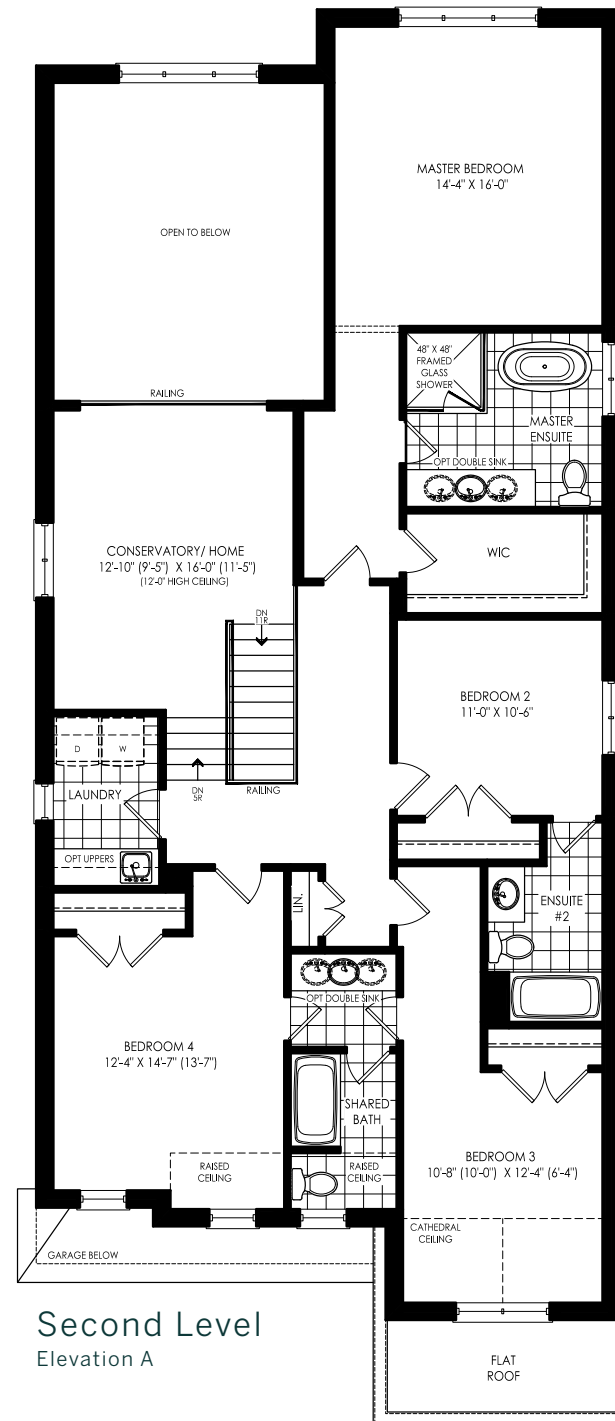 MASTER BEDROOM
14'-4" X 16'-0"
OPEN TO BELOW
RAILING
48" X 48"
FRAMED
GLASS
SHOWER
MASTER
ENSUITE
OPT DOUBLE SINK
WIC
CONSERVATORY/ HOME
12'-10" (9'-5") X 16'-0" (11'-5")
(12'-0" HIGH CEILING)
DN
11R
BEDROOM 2
11'-0" X 10'-6"
D
W
LAUNDRY
DN
5R
RAILING
OPT UPPERS
LIN.
ENSUITE
#2
OPT DOUBLE SINK
BEDROOM 4
12'-4" X 14'-7" (13'-7")
SHARED
BATH
RAISED
CEILING
RAISED
CEILING
BEDROOM 3
10'-8" (10'-0") X 12'-4" (6'-4")
CATHEDRAL
CEILING
GARAGE BELOW
Second Level
Elevation A
FLAT
ROOF